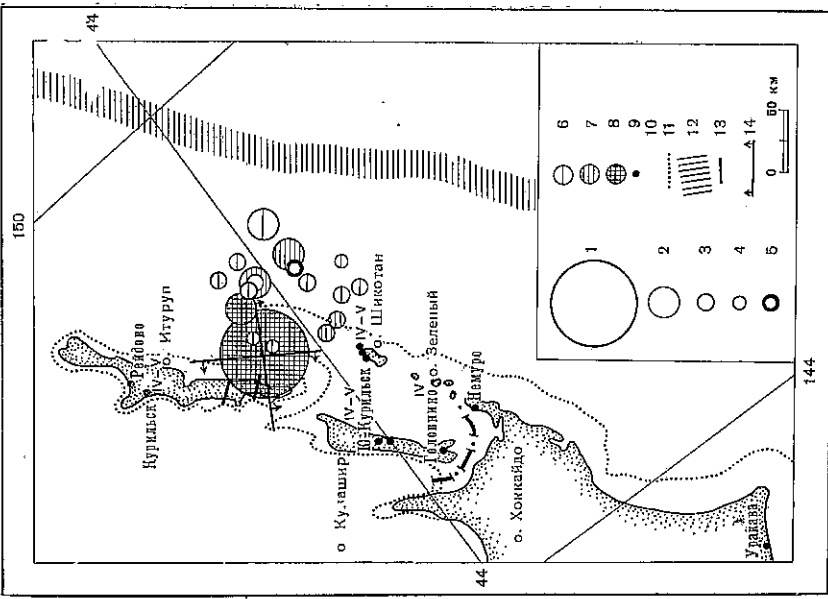 150
44
44
144
Рейдово
Курильск
IV-
о. Итуруп
о. Шикотан
IV-V
о. Зеленый
IV
Ю-Курильск
IV-V
о Кунашир
Головнино
Немуро
о. Хоккайдо
Уракава
1
2
3
4
5
6
7
8
9
10
11
12
13
14
0 50 км